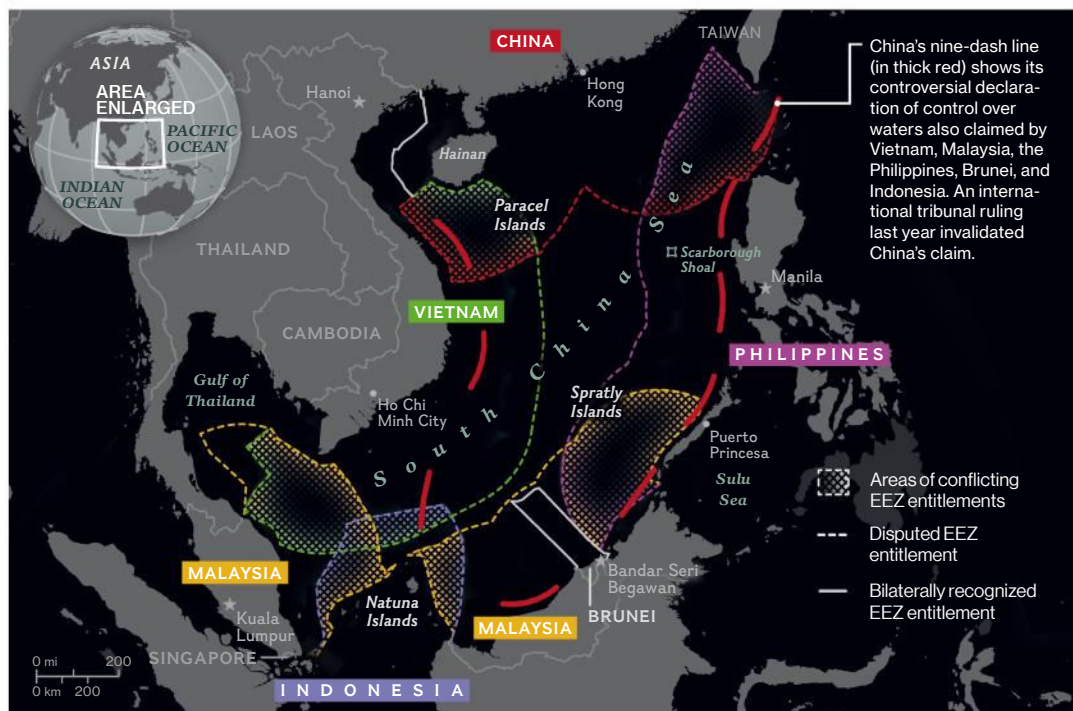 ASIA
AREA
ENLARGED
PACIFIC
OCEAN
INDIAN
OCEAN
CHINA
TAIWAN
Hong
Kong
Hanoi
LAOS
Hainan
Paracel
Islands
China's nine-dash line
(in thick red) shows its
controversial declara-
tion of control over
waters also claimed by
Vietnam, Malaysia, the
Philippines, Brunei, and
Indonesia. An interna-
tional tribunal ruling
last year invalidated
China's claim.
THAILAND
Scarborough
Shoal
Manila
VIETNAM
CAMBODIA
South China Sea
PHILIPPINES
Gulf of
Thailand
Ho Chi
Minh City
Spratly
Islands
Puerto
Princesa
Sulu
Sea
Areas of conflicting
EEZ entitlements
Disputed EEZ
entitlement
Bilaterally recognized
EEZ entitlement
MALAYSIA
Kuala
Lumpur
Natuna
Islands
MALAYSIA
Bandar Seri
Begawan
BRUNEI
SINGAPORE
0 mi 200
0 km 200
INDONESIA